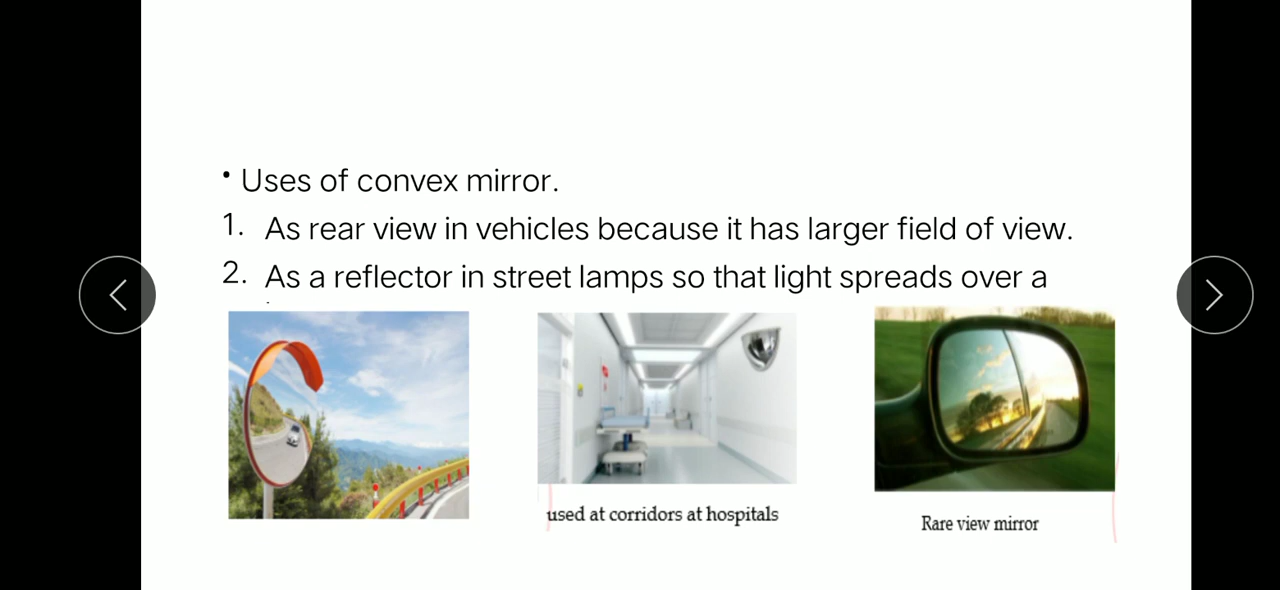 • Uses of convex mirror.
1. As rear view in vehicles because it has larger field of view.
2. As a reflector in street lamps so that light spreads over a
used at corridors at hospitals
Rare view mirror